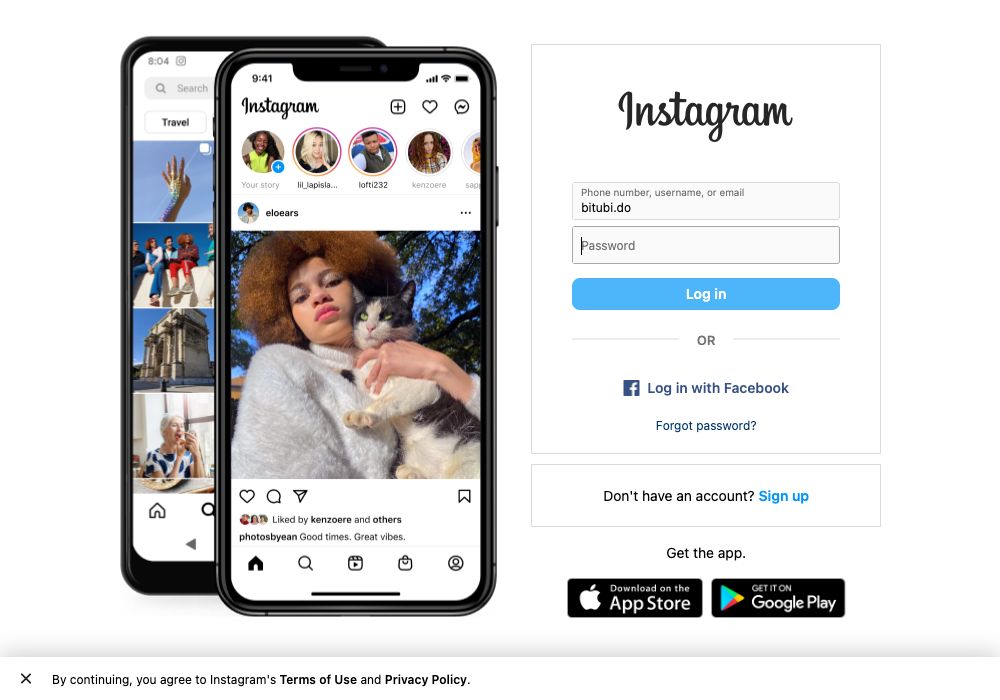 8:04
Search
Travel
9:41
Instagram
Your story
lil_lapisla...
lofti232
kenzoere
sap
eloears
Liked by kenzoere and others
photosbyean Good times. Great vibes.
Instagram
Phone number, username, or email
bitubi.do
Password
Log in
OR
Log in with Facebook
Forgot password?
Don't have an account? Sign up
Get the app.
Download on the
App Store
GET IT ON
Google Play
By continuing, you agree to Instagram's Terms of Use and Privacy Policy.